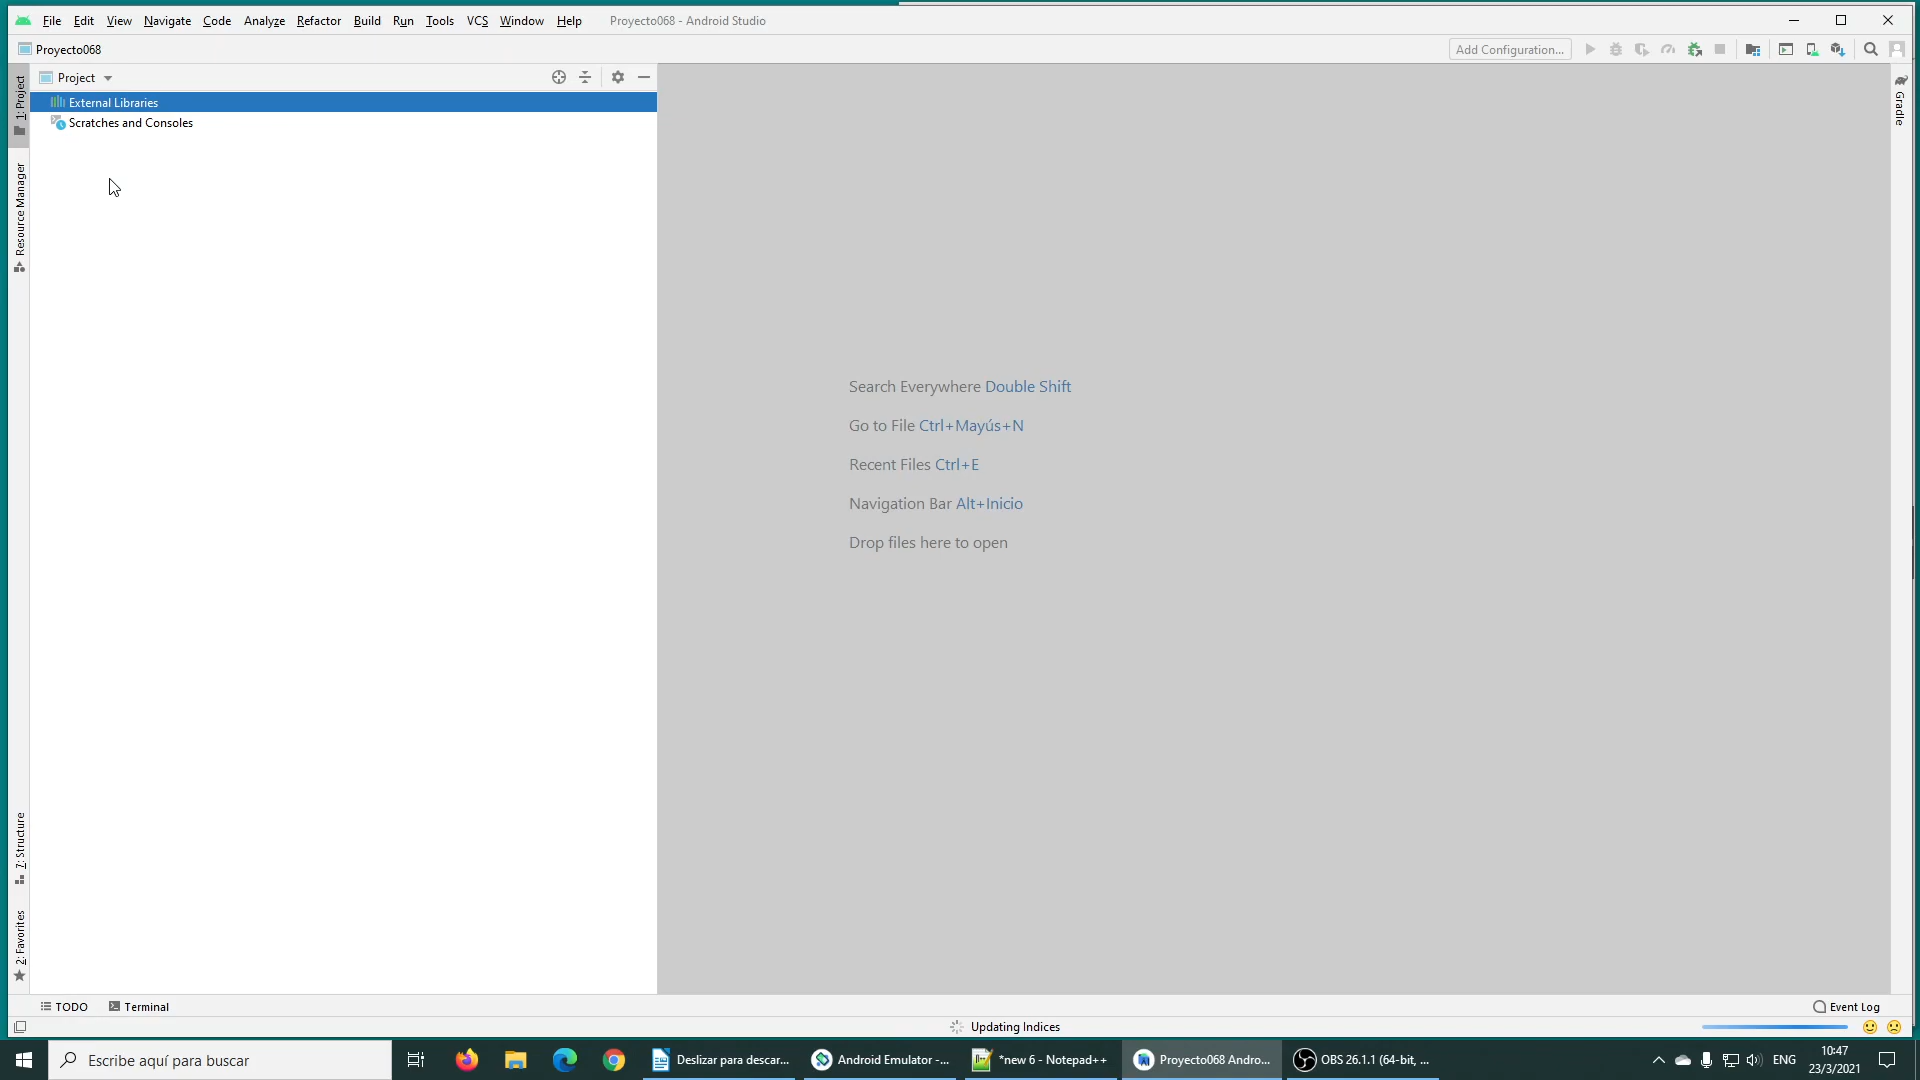 File Edit View Navigate Code Analyze Refactor Build Run Tools VCS Window Help Proyecto068 - Android Studio
Proyecto068
Add Configuration...
Project
External Libraries
Scratches and Consoles
1: Project
Resource Manager
7: Structure
2: Favorites
Gradle
Search Everywhere Double Shift
Go to File Ctrl+Mayús+N
Recent Files Ctrl+E
Navigation Bar Alt+Inicio
Drop files here to open
TODO Terminal
Event Log
Updating Indices
Escribe aquí para buscar
Deslizar para descar...
Android Emulator -...
*new 6 - Notepad++
Proyecto068 Andro...
OBS 26.1.1 (64-bit, ...
ENG
10:47
23/3/2021